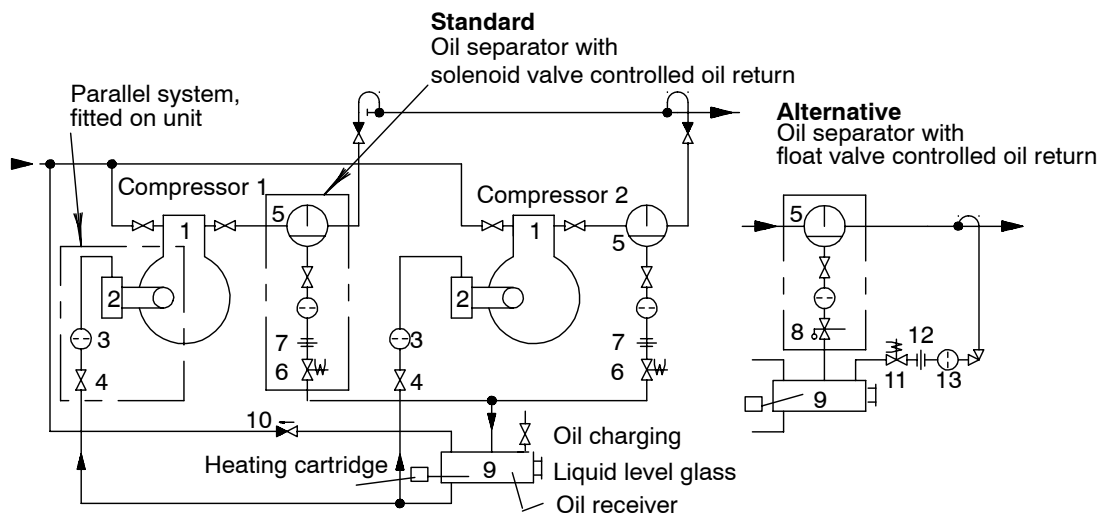 Standard
Oil separator with
solenoid valve controlled oil return
Parallel system,
fitted on unit
Alternative
Oil separator with
float valve controlled oil return
Compressor 1
Compressor 2
5
5
5
1
1
2
2
3
3
4
4
7
7
6
6
8
12
11
13
9
10
Oil charging
Heating cartridge
9
Liquid level glass
Oil receiver